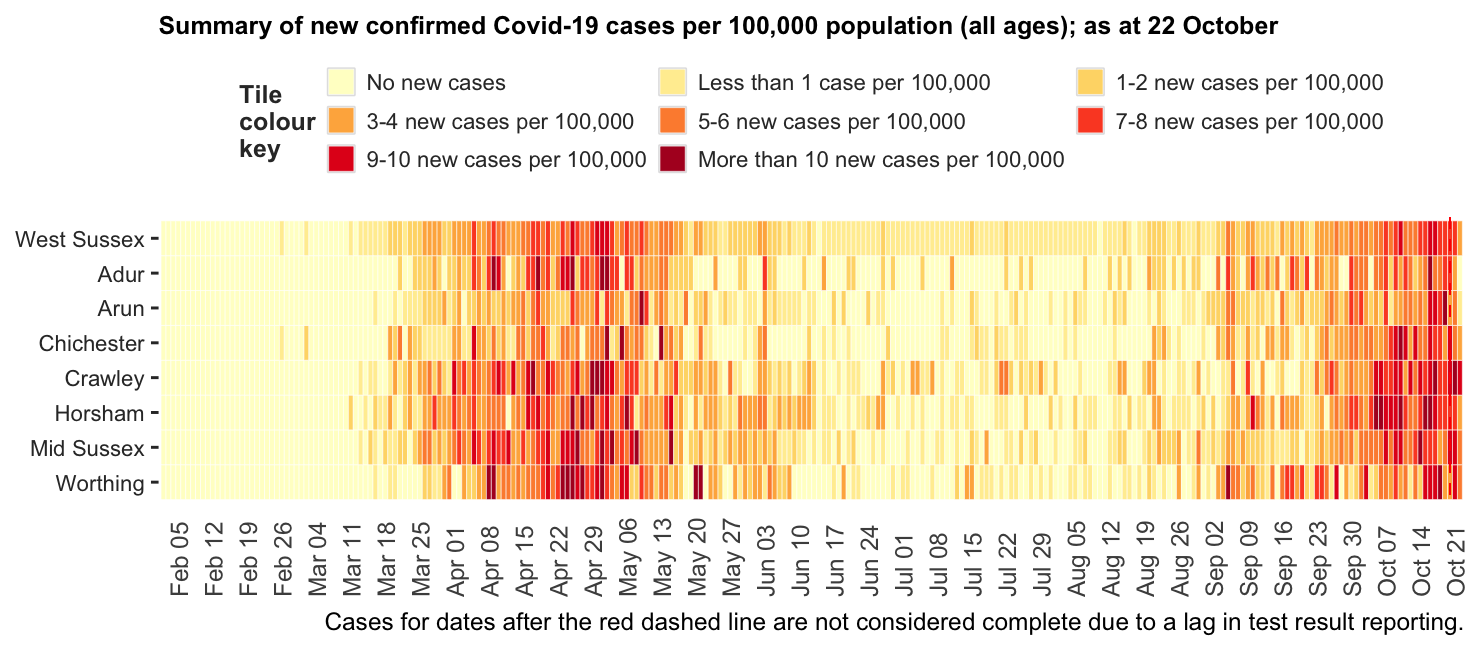 Summary of new confirmed Covid-19 cases per 100,000 population (all ages); as at 22 October
Tile
colour
key
No new cases
Less than 1 case per 100,000
1-2 new cases per 100,000
3-4 new cases per 100,000
5-6 new cases per 100,000
7-8 new cases per 100,000
9-10 new cases per 100,000
More than 10 new cases per 100,000
West Sussex
Adur
Arun
Chichester
Crawley
Horsham
Mid Sussex
Worthing
Feb 05
Feb 12
Feb 19
Feb 26
Mar 04
Mar 11
Mar 18
Mar 25
Apr 01
Apr 08
Apr 15
Apr 22
Apr 29
May 06
May 13
May 20
May 27
Jun 03
Jun 10
Jun 17
Jun 24
Jul 01
Jul 08
Jul 15
Jul 22
Jul 29
Aug 05
Aug 12
Aug 19
Aug 26
Sep 02
Sep 09
Sep 16
Sep 23
Sep 30
Oct 07
Oct 14
Oct 21
Cases for dates after the red dashed line are not considered complete due to a lag in test result reporting.